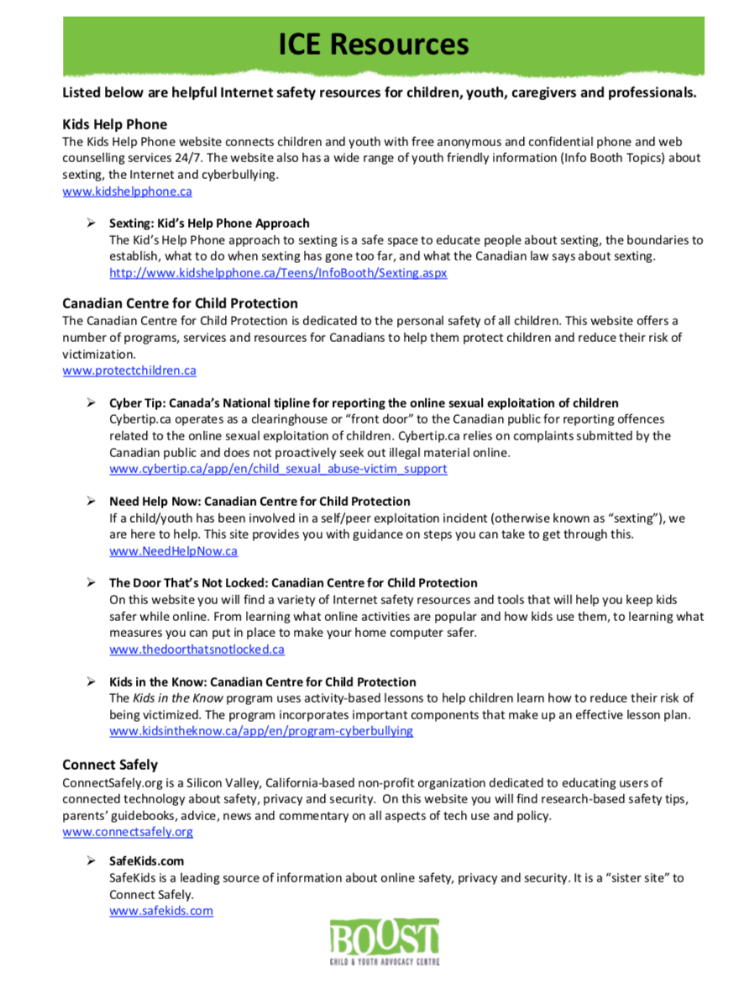 ICE Resources
Listed below are helpful Internet safety resources for children, youth, caregivers and professionals.
Kids Help Phone
The Kids Help Phone website connects children and youth with free anonymous and confidential phone and web
counselling services 24/7. The website also has a wide range of youth friendly information (Info Booth Topics) about
sexting, the Internet and cyberbullying.
www.kidshelpphone.ca
➢ Sexting: Kid’s Help Phone Approach
The Kid’s Help Phone approach to sexting is a safe space to educate people about sexting, the boundaries to
establish, what to do when sexting has gone too far, and what the Canadian law says about sexting.
http://www.kidshelpphone.ca/Teens/InfoBooth/Sexting.aspx
Canadian Centre for Child Protection
The Canadian Centre for Child Protection is dedicated to the personal safety of all children. This website offers a
number of programs, services and resources for Canadians to help them protect children and reduce their risk of
victimization.
www.protectchildren.ca
➢ Cyber Tip: Canada’s National tipline for reporting the online sexual exploitation of children
Cybertip.ca operates as a clearinghouse or “front door” to the Canadian public for reporting offences
related to the online sexual exploitation of children. Cybertip.ca relies on complaints submitted by the
Canadian public and does not proactively seek out illegal material online.
www.cybertip.ca/app/en/child_sexual_abuse-victim_support
➢ Need Help Now: Canadian Centre for Child Protection
If a child/youth has been involved in a self/peer exploitation incident (otherwise known as “sexting”), we
are here to help. This site provides you with guidance on steps you can take to get through this.
www.NeedHelpNow.ca
➢ The Door That’s Not Locked: Canadian Centre for Child Protection
On this website you will find a variety of Internet safety resources and tools that will help you keep kids
safer while online. From learning what online activities are popular and how kids use them, to learning what
measures you can put in place to make your home computer safer.
www.thedoorthatsnotlocked.ca
➢ Kids in the Know: Canadian Centre for Child Protection
The Kids in the Know program uses activity-based lessons to help children learn how to reduce their risk of
being victimized. The program incorporates important components that make up an effective lesson plan.
www.kidsintheknow.ca/app/en/program-cyberbullying
Connect Safely
ConnectSafely.org is a Silicon Valley, California-based non-profit organization dedicated to educating users of
connected technology about safety, privacy and security.  On this website you will find research-based safety tips,
parents’ guidebooks, advice, news and commentary on all aspects of tech use and policy.
www.connectsafely.org
➢ SafeKids.com
SafeKids is a leading source of information about online safety, privacy and security. It is a “sister site” to
Connect Safely.
www.safekids.com
BOOST
CHILD & YOUTH ADVOCACY CENTRE